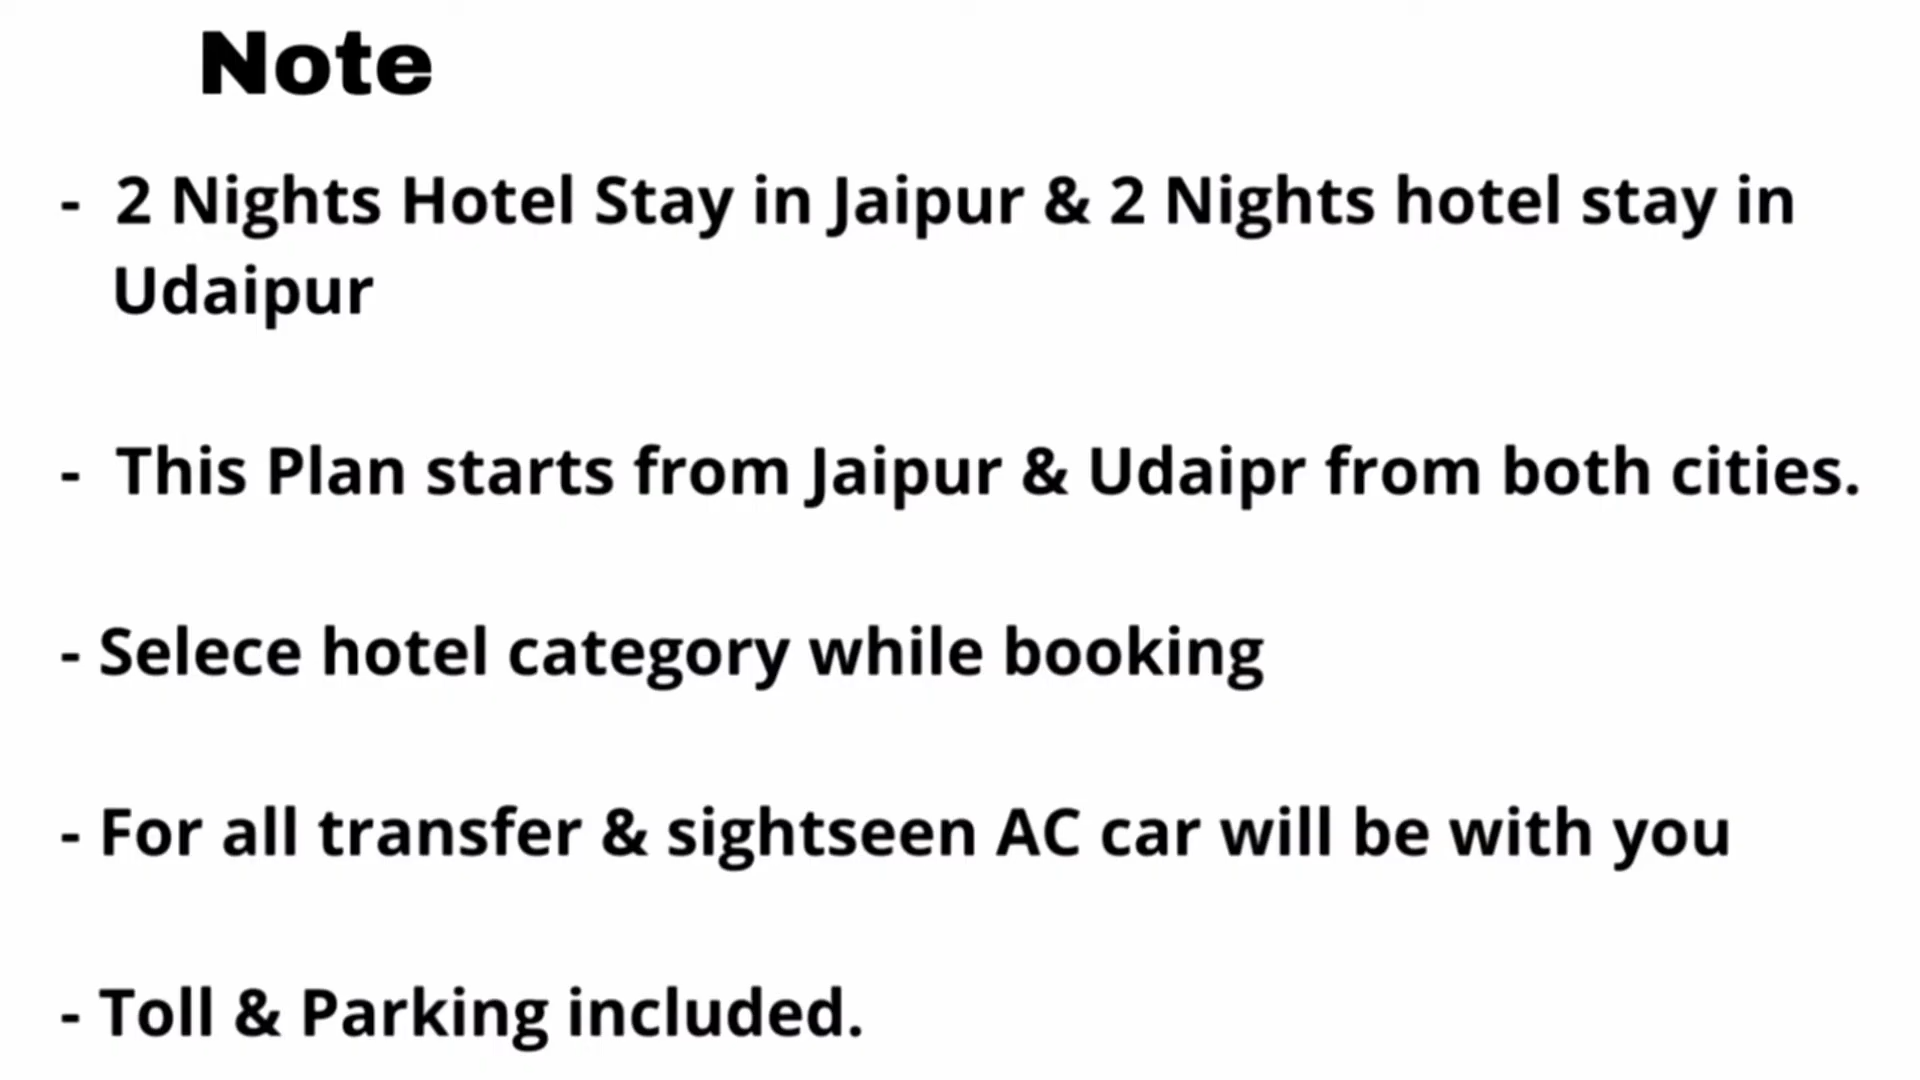 Note
- 2 Nights Hotel Stay in Jaipur & 2 Nights hotel stay in
Udaipur
- This Plan starts from Jaipur & Udaipr from both cities.
- Selece hotel category while booking
- For all transfer & sightseen AC car will be with you
- Toll & Parking included.